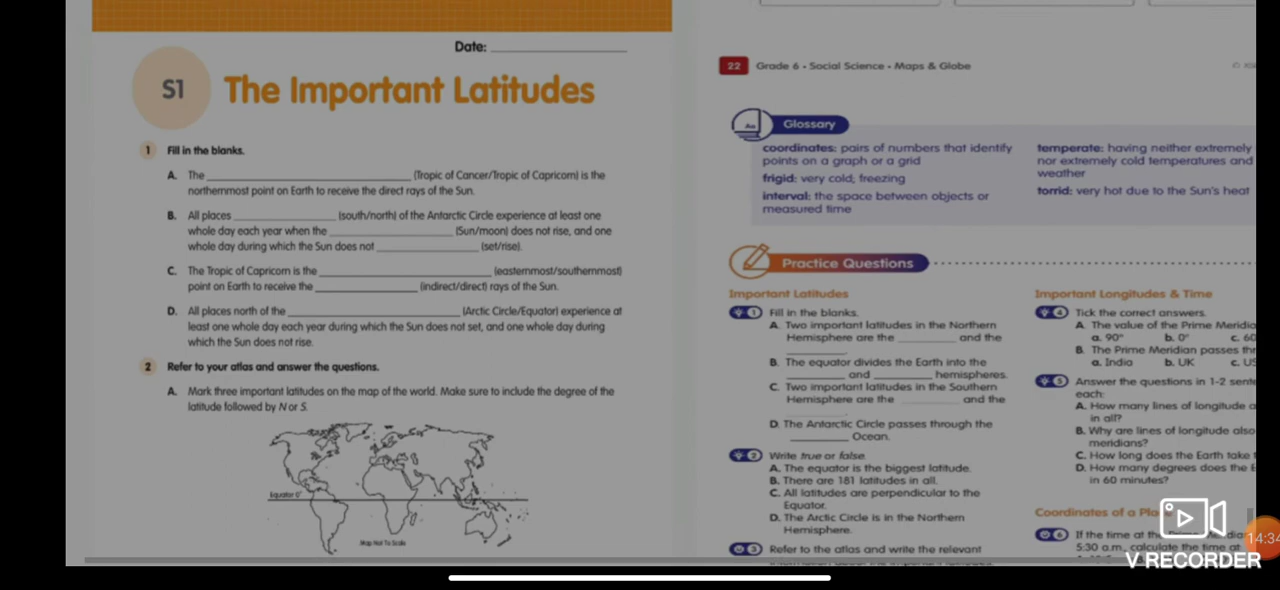 Date:
S1 The Important Latitudes
1 Fill in the blanks.
A. The (Tropic of Cancer/Tropic of Capricorn) is the
northernmost point on Earth to receive the direct rays of the Sun.
B. All places (south/north) of the Antarctic Circle experience at least one
whole day each year when the (Sun/moon) does not rise, and one
whole day during which the Sun does not (set/rise).
C. The Tropic of Capricorn is the (easternmost/southernmost)
point on Earth to receive the (indirect/direct) rays of the Sun.
D. All places north of the (Arctic Circle/Equator) experience at
least one whole day each year during which the Sun does not set, and one whole day during
which the Sun does not rise.
2 Refer to your atlas and answer the questions.
A. Mark three important latitudes on the map of the world. Make sure to include the degree of the
latitude followed by N or S.
Equator 0°
Map Not To Scale
22 Grade 6 - Social Science - Maps & Globe
Aa Glossary
coordinates: pairs of numbers that identify
points on a graph or a grid
frigid: very cold; freezing
interval: the space between objects or
measured time
temperate: having neither extremely
nor extremely cold temperatures and
weather
torrid: very hot due to the Sun's heat
Practice Questions
Important Latitudes
1 Fill in the blanks.
A. Two important latitudes in the Northern
Hemisphere are the and the
.
B. The equator divides the Earth into the
and hemispheres.
C. Two important latitudes in the Southern
Hemisphere are the and the
.
D. The Antarctic Circle passes through the
Ocean.
2 Write true or false.
A. The equator is the biggest latitude.
B. There are 181 latitudes in all.
C. All latitudes are perpendicular to the
Equator.
D. The Arctic Circle is in the Northern
Hemisphere.
3 Refer to the atlas and write the relevant
Important Longitudes & Time
4 Tick the correct answers.
A. The value of the Prime Meridia
a. 90° b. 0° c. 60
B. The Prime Meridian passes thr
a. India b. UK c. US
5 Answer the questions in 1-2 sente
each:
A. How many lines of longitude a
in all?
B. Why are lines of longitude also
meridians?
C. How long does the Earth take
D. How many degrees does the E
in 60 minutes?
Coordinates of a Pla
6 If the time at the
5:30 a.m., calculate the time at
V RECORDER
14:34